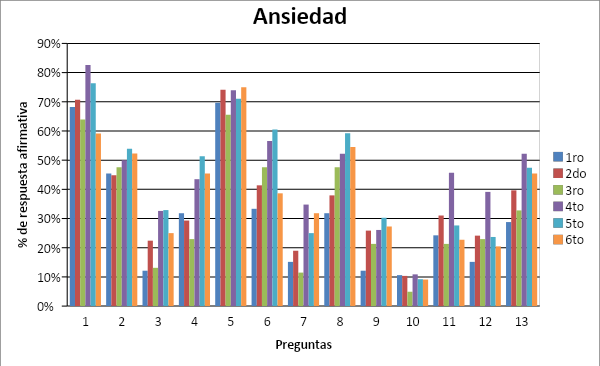 Ansiedad
% de respuesta afirmativa
90%
80%
70%
60%
50%
40%
30%
20%
10%
0%
1 2 3 4 5 6 7 8 9 10 11 12 13
Preguntas
1ro
2do
3ro
4to
5to
6to